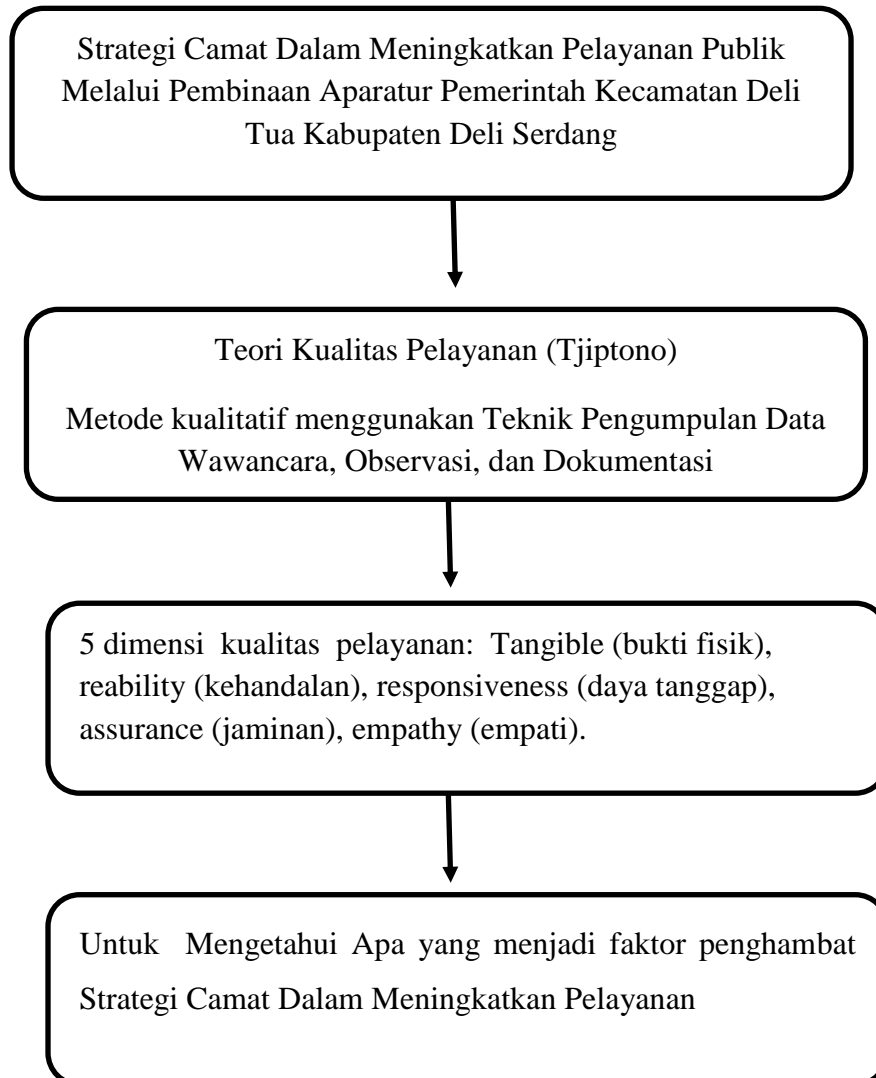 Strategi Camat Dalam Meningkatkan Pelayanan Publik
Melalui Pembinaan Aparatur Pemerintah Kecamatan Deli
Tua Kabupaten Deli Serdang
Teori Kualitas Pelayanan (Tjiptono)
Metode kualitatif menggunakan Teknik Pengumpulan Data
Wawancara, Observasi, dan Dokumentasi
5 dimensi kualitas pelayanan: Tangible (bukti fisik),
reability (kehandalan), responsiveness (daya tanggap),
assurance (jaminan), empathy (empati).
Untuk Mengetahui Apa yang menjadi faktor penghambat
Strategi Camat Dalam Meningkatkan Pelayanan